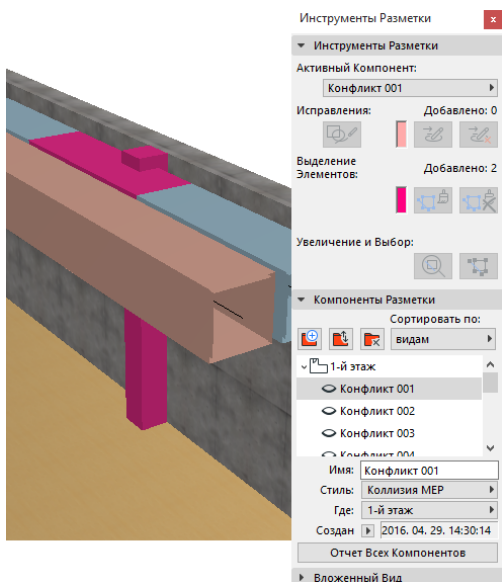 Инструменты Разметки
x
Инструменты Разметки
Активный Компонент:
Конфликт 001
Исправления: Добавлено: 0
Выделение
Элементов: Добавлено: 2
Увеличение и Выбор:
Компоненты Разметки
Сортировать по:
видам
1-й этаж
Конфликт 001
Конфликт 002
Конфликт 003
Конфликт 004
Имя: Конфликт 001
Стиль: Коллизия MEP
Где: 1-й этаж
Создан 2016. 04. 29. 14:30:14
Отчет Всех Компонентов
Вложенный Вид